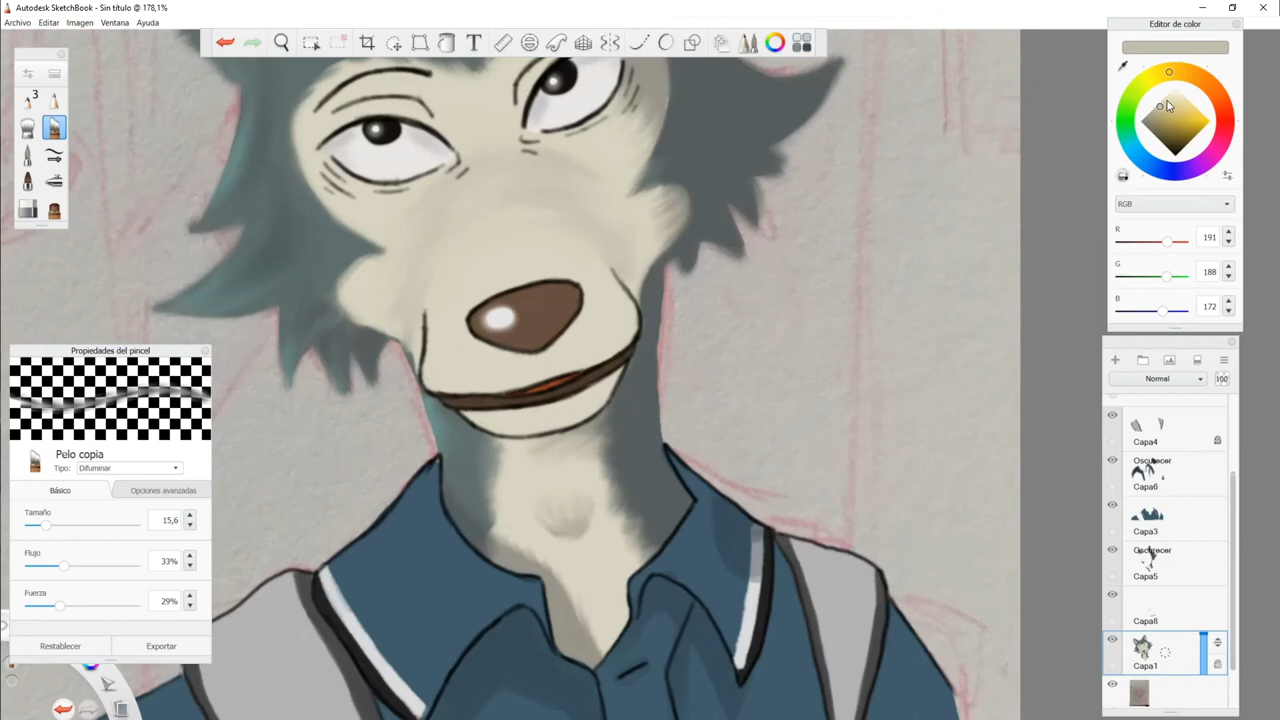 Autodesk SketchBook - Sin título @ 178,1%
Archivo Editar Imagen Ventana Ayuda
T
3
Editor de color
RGB
R 191
G 188
B 172
Propiedades del pincel
Pelo copia
Tipo: Difuminar
Básico Opciones avanzadas
Tamaño
15,6
Flujo
33%
Fuerza
29%
Restablecer Exportar
Normal 100
Capa4
Oscurecer
Capa6
Capa3
Oscurecer
Capa5
Capa8
Capa1